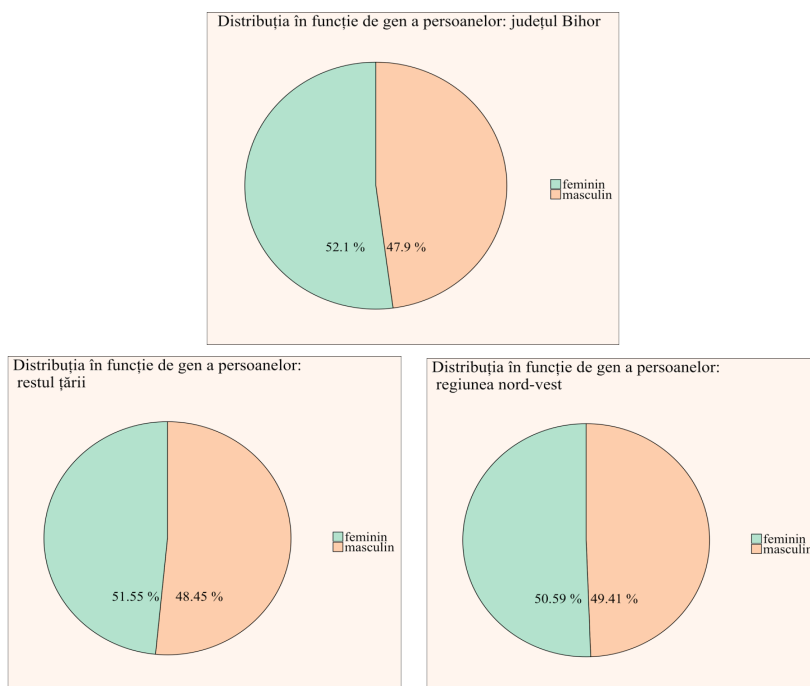 Distribuția în funcție de gen a persoanelor: județul Bihor
feminin
masculin
52.1 % 47.9 %
Distribuția în funcție de gen a persoanelor:
restul țării
feminin
masculin
51.55 % 48.45 %
Distribuția în funcție de gen a persoanelor:
regiunea nord-vest
feminin
masculin
50.59 % 49.41 %